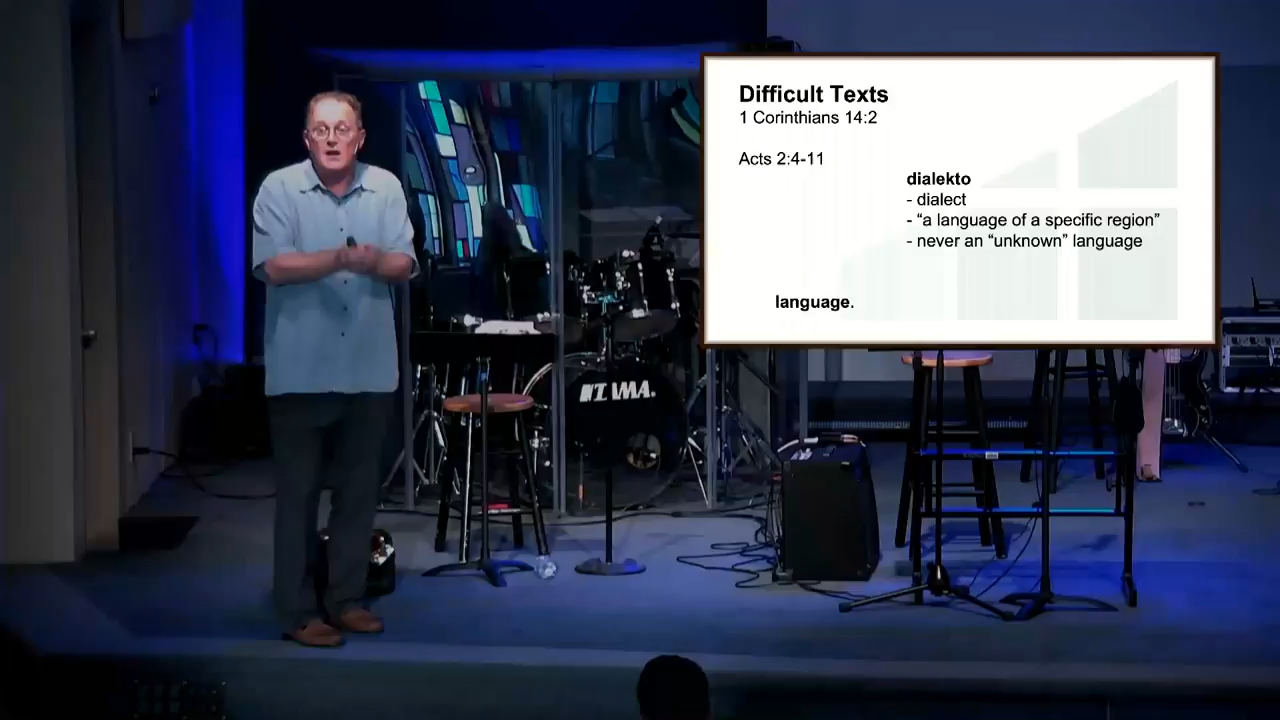 Difficult Texts
1 Corinthians 14:2
Acts 2:4-11
dialekto
- dialect
- “a language of a specific region”
- never an “unknown” language
language.
TAMA.